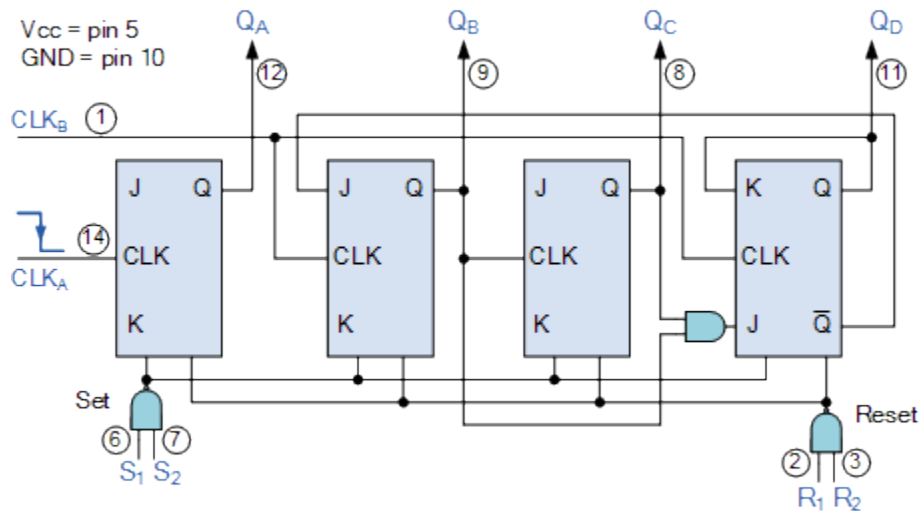 Vcc = pin 5
GND = pin 10
QA
QB
QC
QD
12
9
8
11
CLKB
1
J Q
J Q
J Q
K Q
14
CLK
CLK
CLK
CLK
CLKA
K
K
K
J Q̅
Set
Reset
6 7
2 3
S1 S2
R1 R2